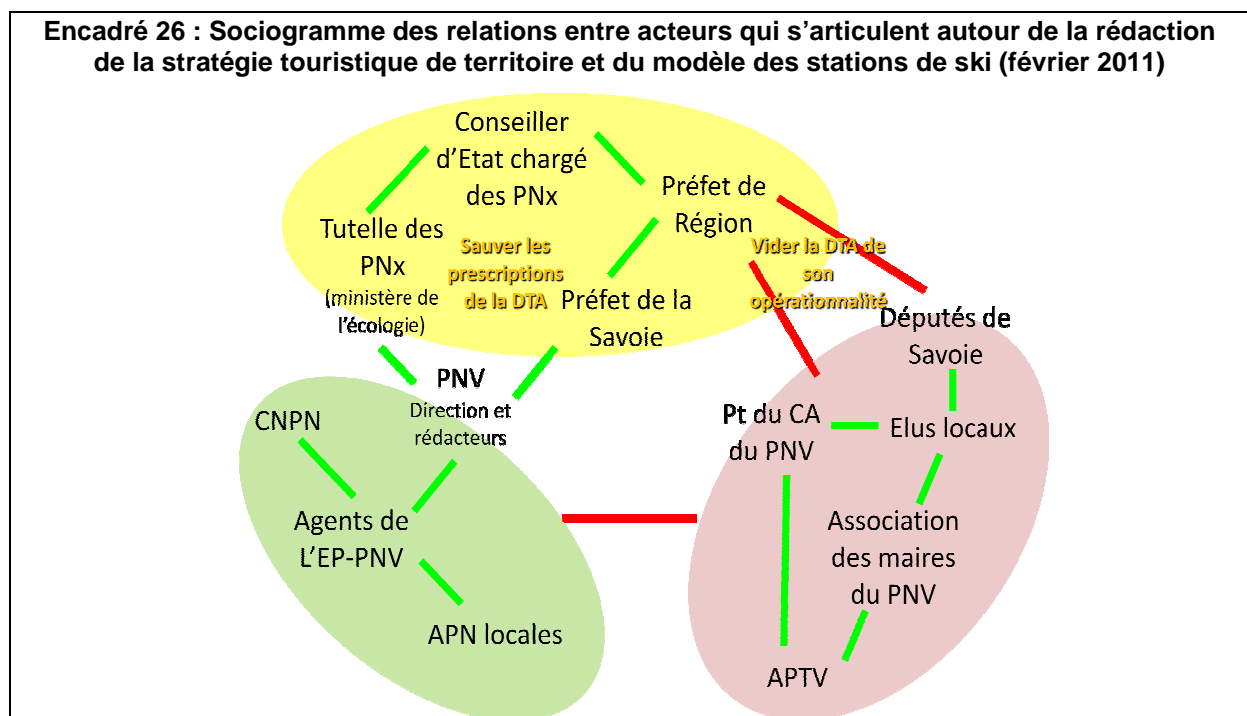 Encadré 26 : Sociogramme des relations entre acteurs qui s’articulent autour de la rédaction
de la stratégie touristique de territoire et du modèle des stations de ski (février 2011)
Conseiller
d'Etat chargé
des PNx
Préfet de
Région
Tutelle des
PNx
(ministère de
l'écologie)
Sauver les
prescriptions
de la DTA
Vider la DTA de
son
opérationnalité
Préfet de la
Savoie
Députés de
Savoie
PNV
Direction et
rédacteurs
CNPN
Pt du CA
du PNV
Elus locaux
Agents de
L'EP-PNV
Association
des maires
du PNV
APN locales
APTV